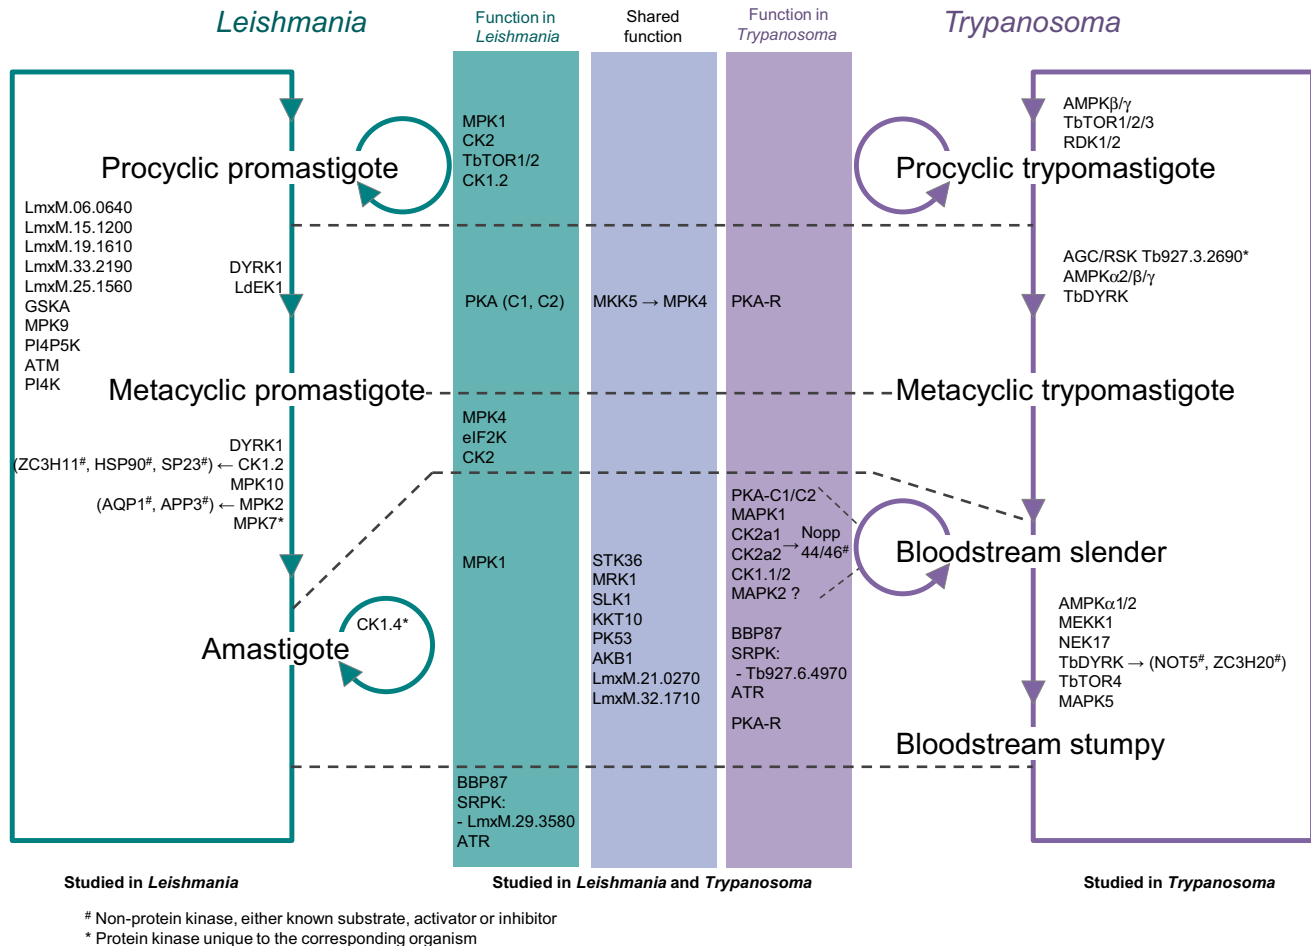 Leishmania
Function in
Leishmania
Shared
function
Function in
Trypanosoma
Trypanosoma
Procyclic promastigote
LmxM.06.0640
LmxM.15.1200
LmxM.19.1610
LmxM.33.2190
LmxM.25.1560
GSKA
MPK9
PI4P5K
ATM
PI4K
DYRK1
LdEK1
Metacyclic promastigote
DYRK1
(ZC3H11#, HSP90#, SP23#) ← CK1.2
MPK10
(AQP1#, APP3#) ← MPK2
MPK7*
Amastigote
CK1.4*
MPK1
CK2
TbTOR1/2
CK1.2
PKA (C1, C2)
MPK4
eIF2K
CK2
MPK1
BBP87
SRPK:
- LmxM.29.3580
ATR
MKK5 → MPK4
STK36
MRK1
SLK1
KKT10
PK53
AKB1
LmxM.21.0270
LmxM.32.1710
PKA-R
PKA-C1/C2
MAPK1
CK2a1
CK2a2
→ Nopp
44/46#
CK1.1/2
MAPK2 ?
BBP87
SRPK:
- Tb927.6.4970
ATR
PKA-R
AMPKβ/γ
TbTOR1/2/3
RDK1/2
Procyclic trypomastigote
AGC/RSK Tb927.3.2690*
AMPKα2/β/γ
TbDYRK
Metacyclic trypomastigote
Bloodstream slender
AMPKα1/2
MEKK1
NEK17
TbDYRK → (NOT5#, ZC3H20#)
TbTOR4
MAPK5
Bloodstream stumpy
Studied in Leishmania
Studied in Leishmania and Trypanosoma
Studied in Trypanosoma
# Non-protein kinase, either known substrate, activator or inhibitor
* Protein kinase unique to the corresponding organism